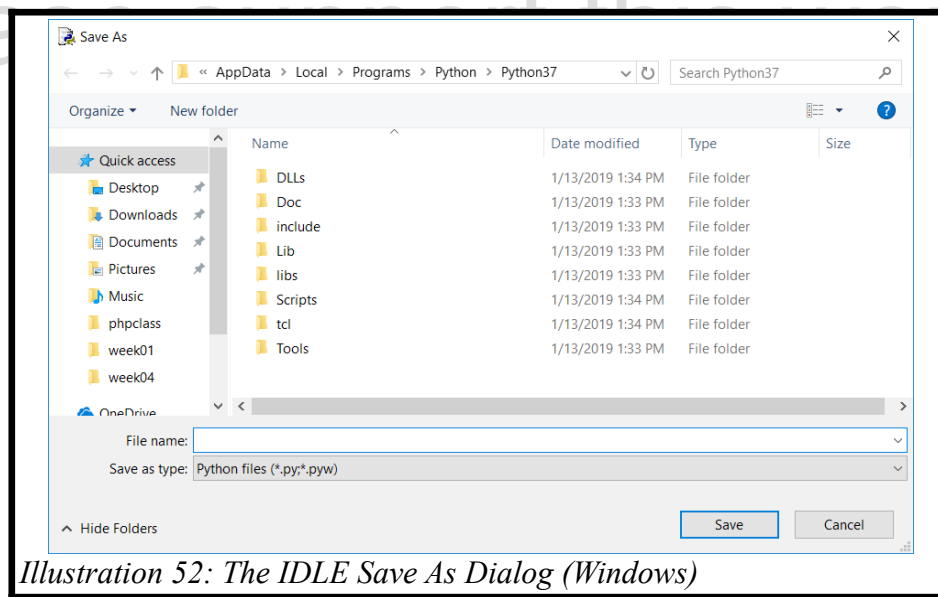 Save As
« AppData > Local > Programs > Python > Python37
Search Python37
Organize
New folder
Name Date modified Type Size
Quick access
Desktop
Downloads
Documents
Pictures
Music
phpclass
week01
week04
OneDrive
DLLs 1/13/2019 1:34 PM File folder
Doc 1/13/2019 1:33 PM File folder
include 1/13/2019 1:33 PM File folder
Lib 1/13/2019 1:33 PM File folder
libs 1/13/2019 1:33 PM File folder
Scripts 1/13/2019 1:34 PM File folder
tcl 1/13/2019 1:34 PM File folder
Tools 1/13/2019 1:33 PM File folder
File name:
Save as type: Python files (*.py;*.pyw)
Hide Folders
Save Cancel
Illustration 52: The IDLE Save As Dialog (Windows)